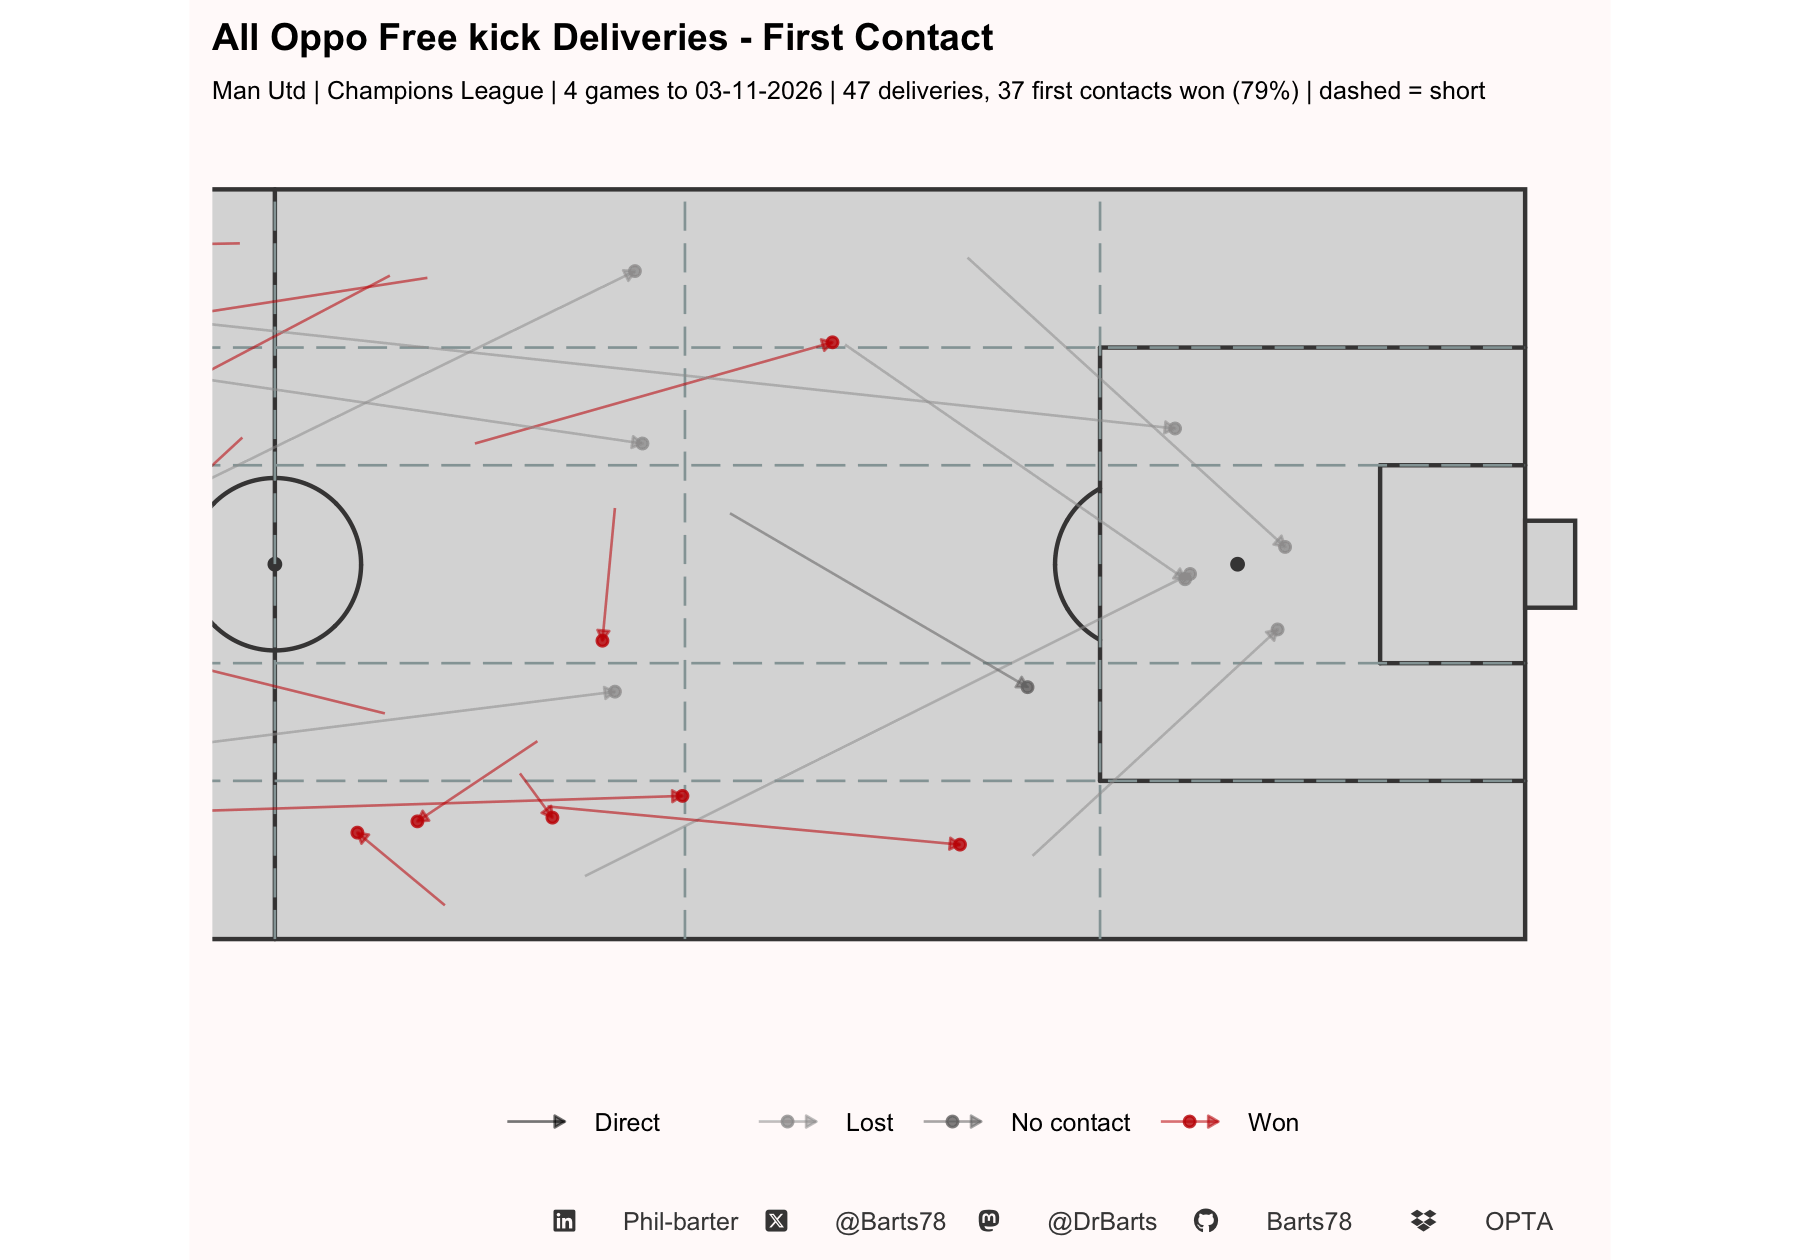 All Oppo Free kick Deliveries - First Contact
Man Utd | Champions League | 4 games to 03-11-2026 | 47 deliveries, 37 first contacts won (79%) | dashed = short
Direct Lost No contact Won
Phil-barter @Barts78 @DrBarts Barts78 OPTA